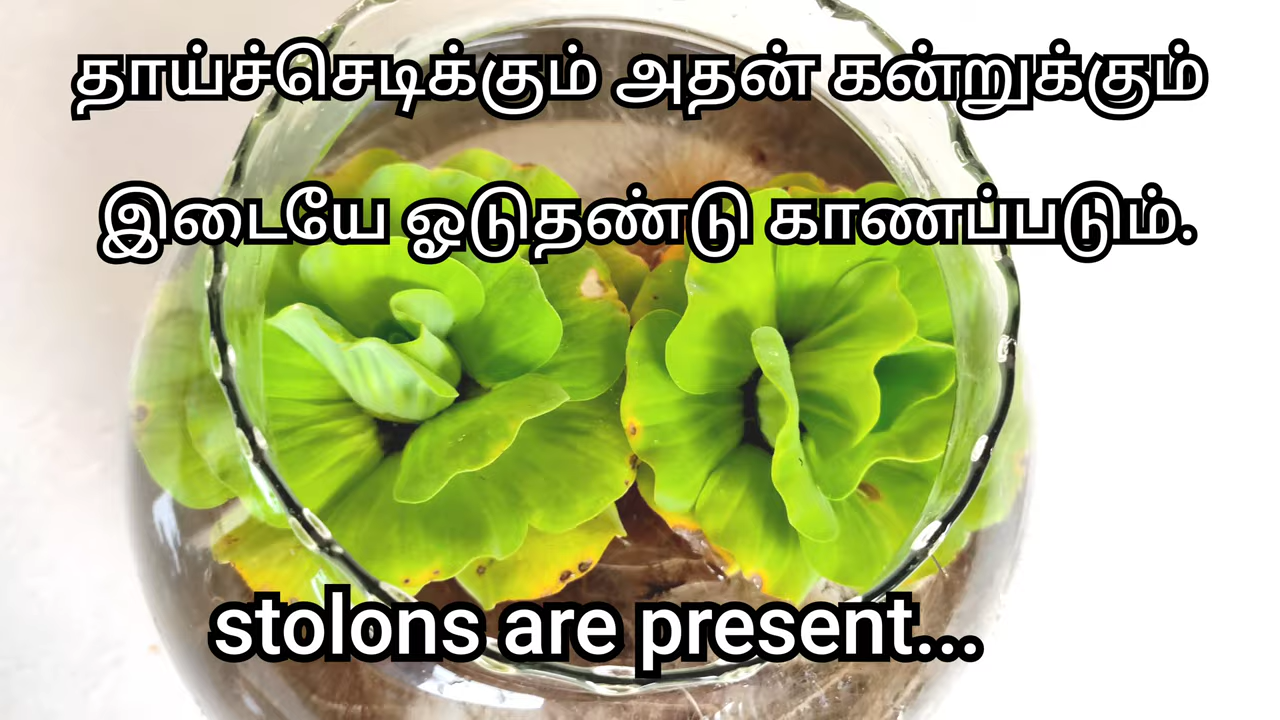 தாய்ச்செடிக்கும் அதன் கன்றுக்கும்
இடையே ஓடுதண்டு காணப்படும்.
stolons are present...